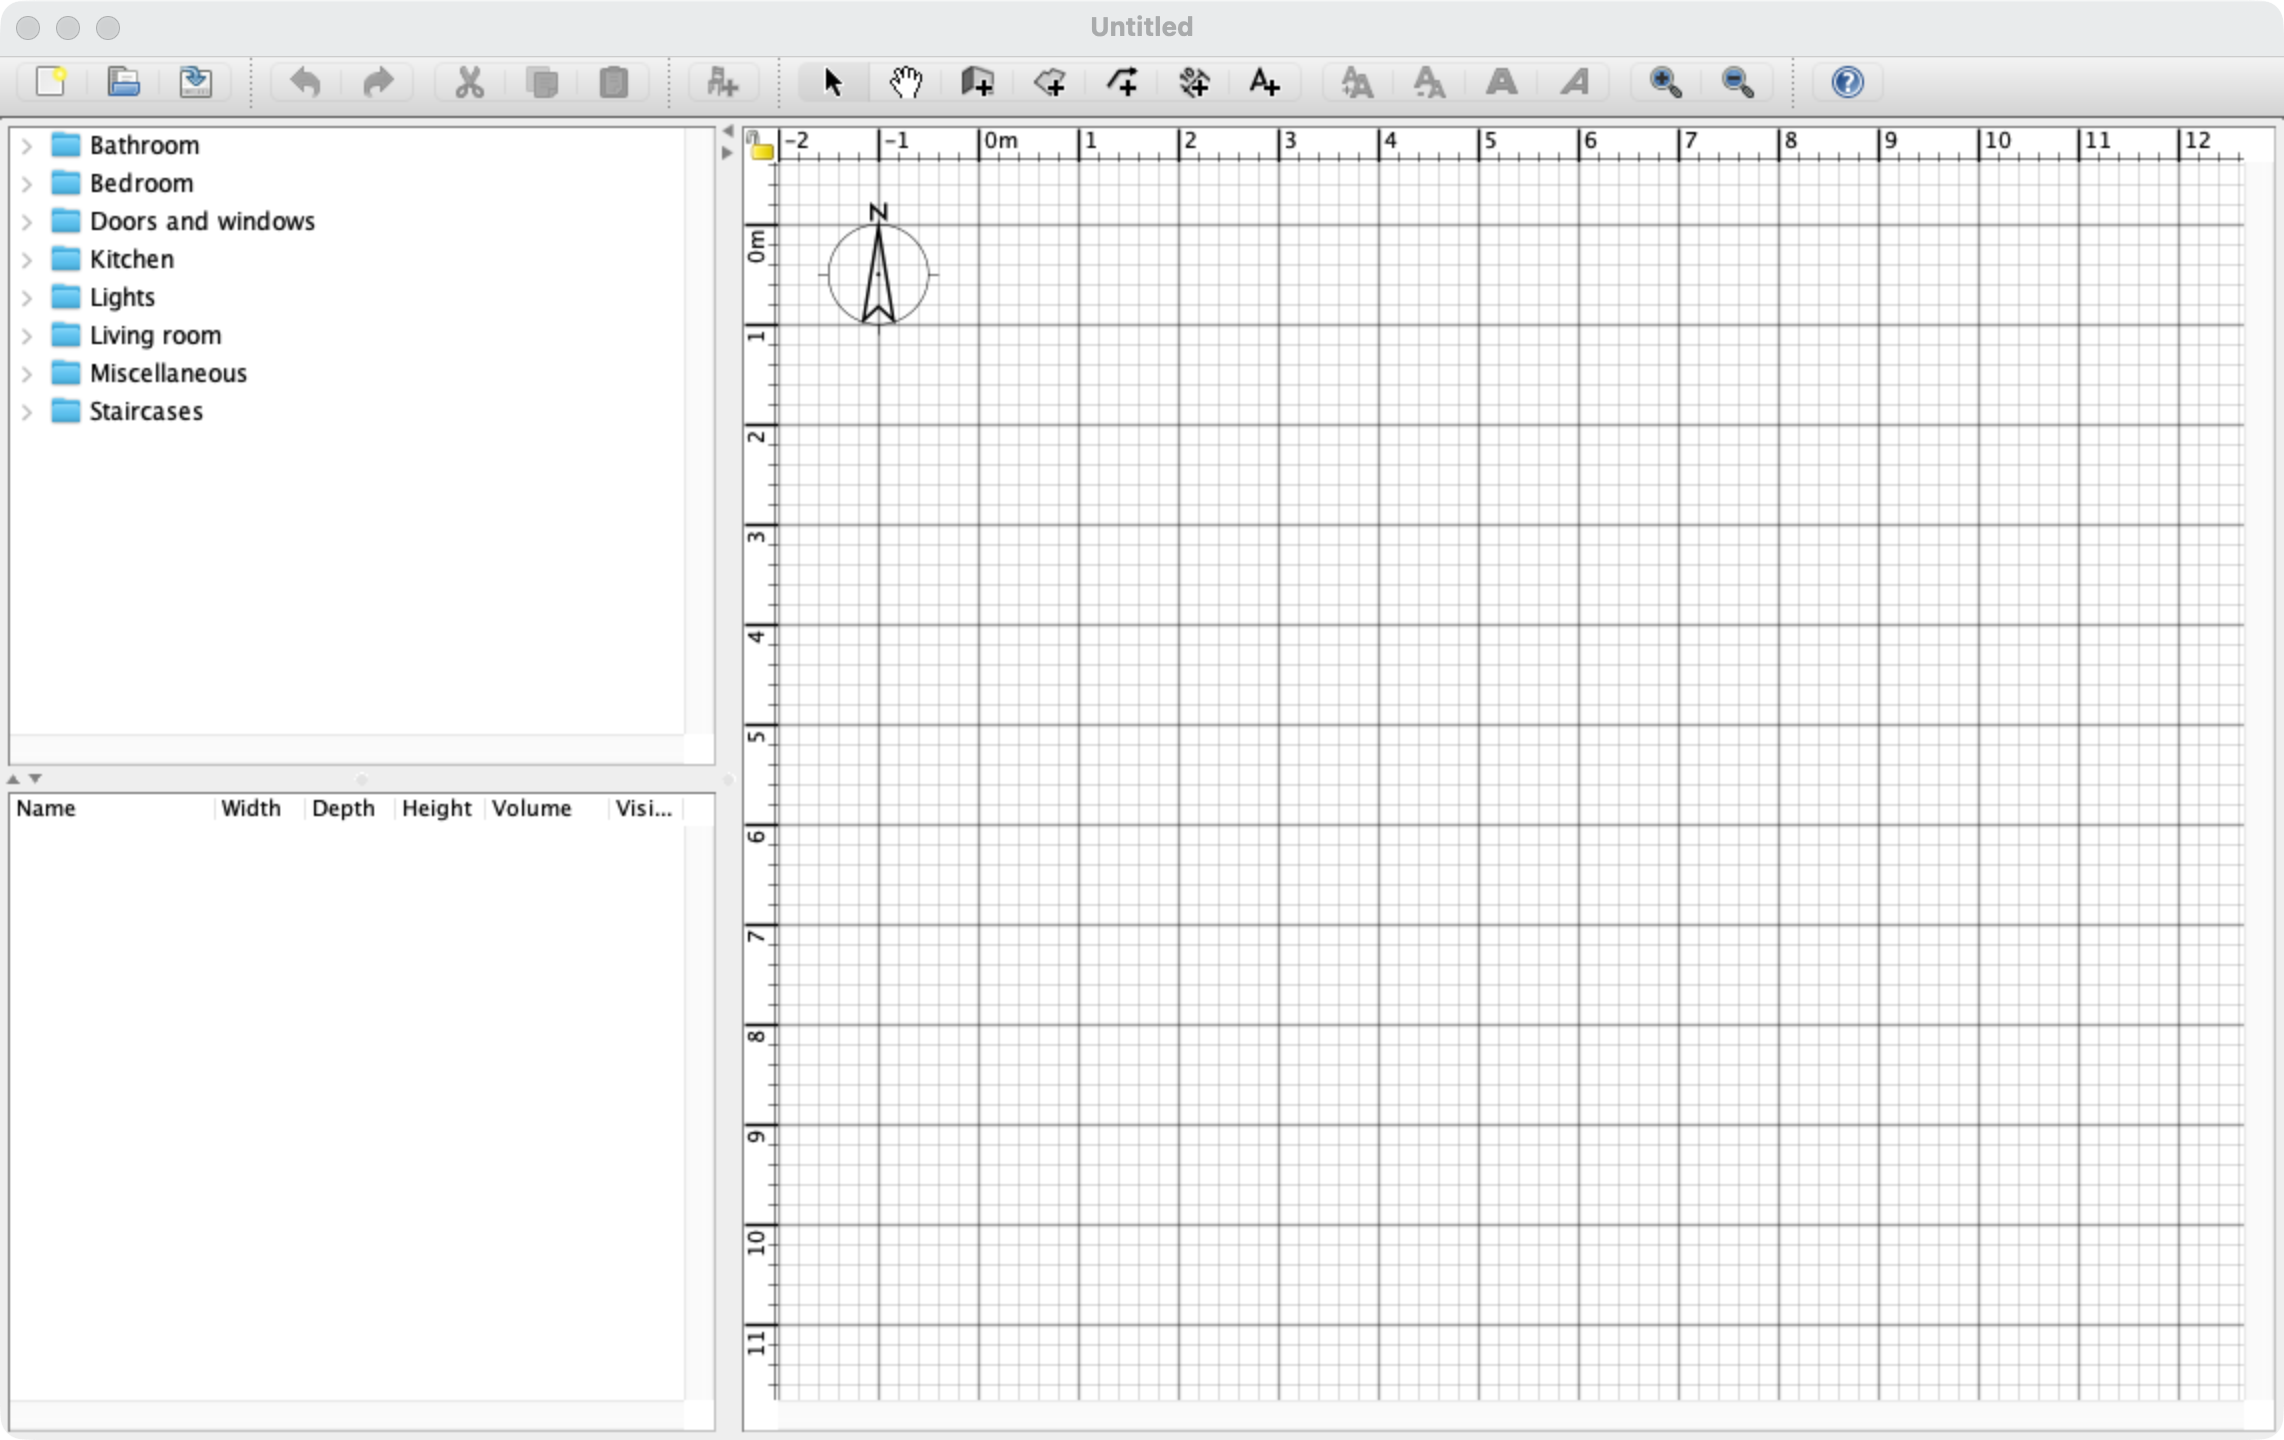 Untitled
Bathroom
Bedroom
Doors and windows
Kitchen
Lights
Living room
Miscellaneous
Staircases
Name Width Depth Height Volume Visi...
-2 -1 0m 1 2 3 4 5 6 7 8 9 10 11 12
N
0m
1
2
3
4
5
6
7
8
9
10
11